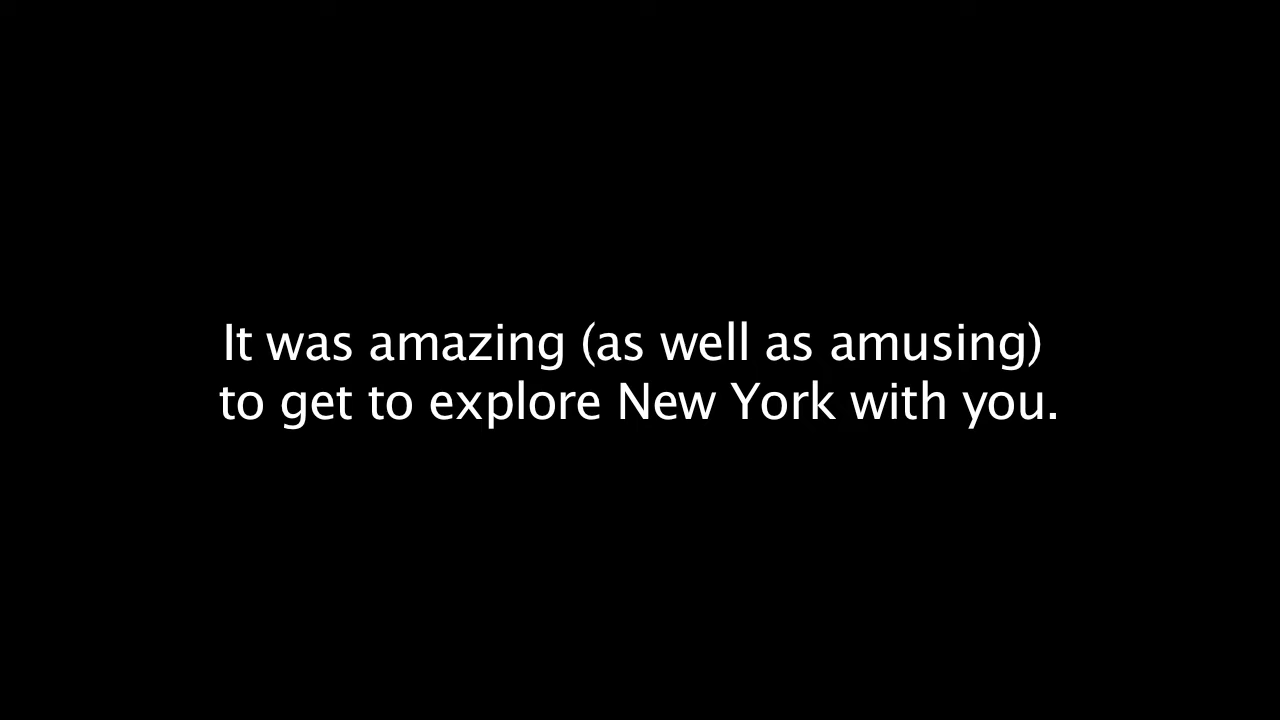 It was amazing (as well as amusing)
to get to explore New York with you.